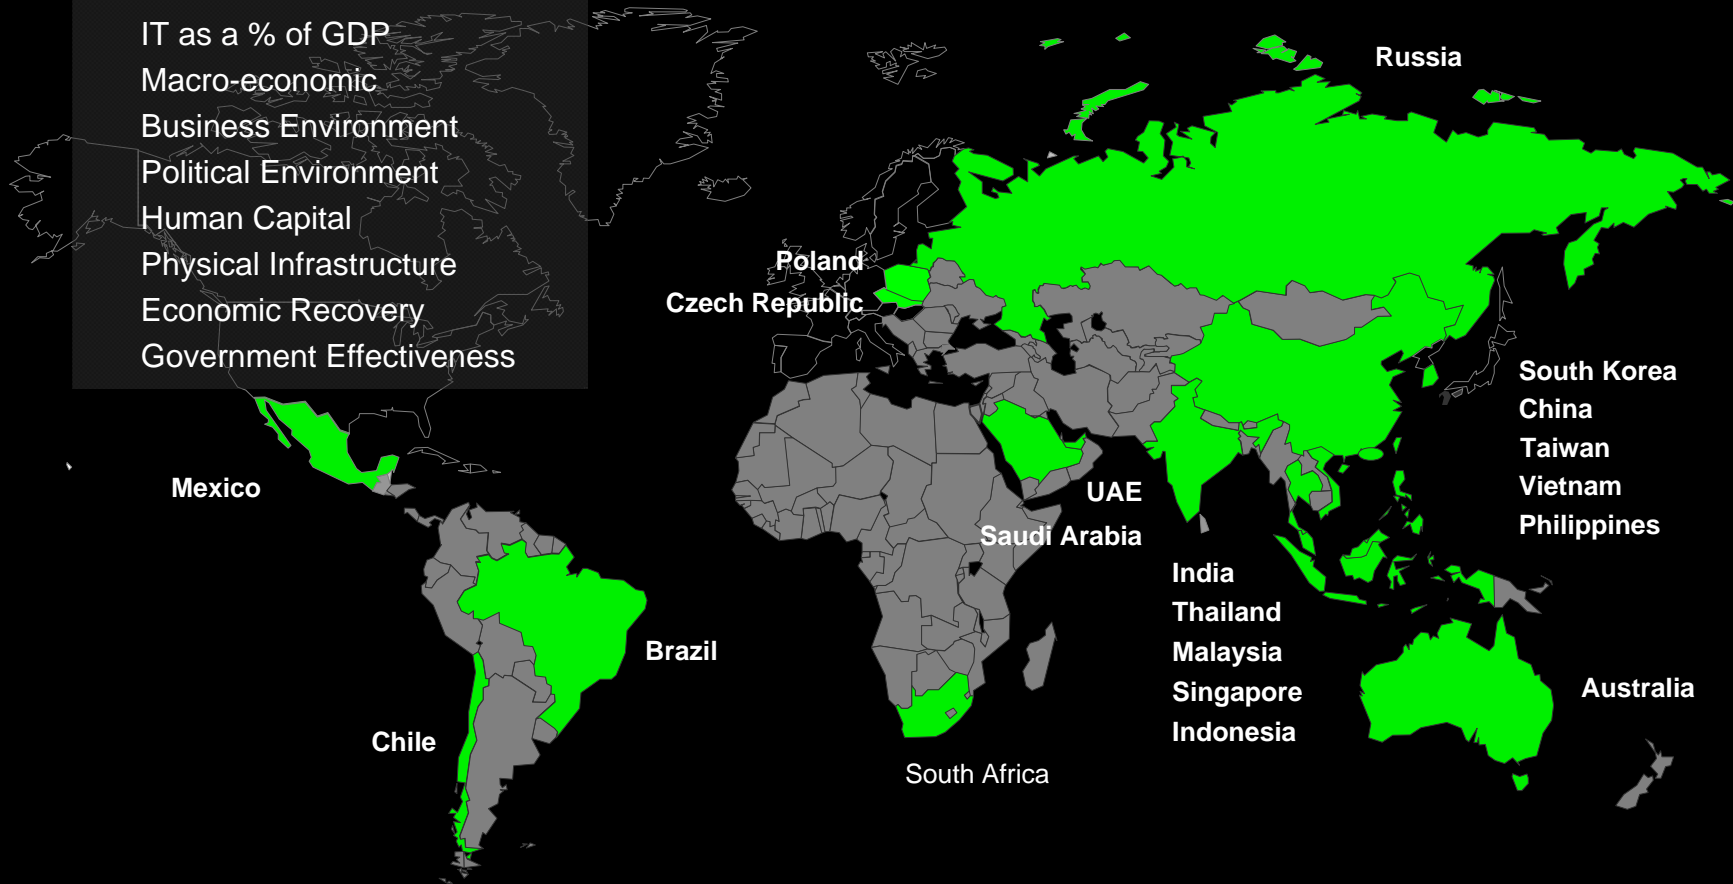 IT as a % of GDP
Macro-economic
Business Environment
Political Environment
Human Capital
Physical Infrastructure
Economic Recovery
Government Effectiveness
Russia
Poland
Czech Republic
South Korea
China
Taiwan
Vietnam
Philippines
Mexico
UAE
Saudi Arabia
India
Thailand
Malaysia
Singapore
Indonesia
Brazil
Australia
Chile
South Africa